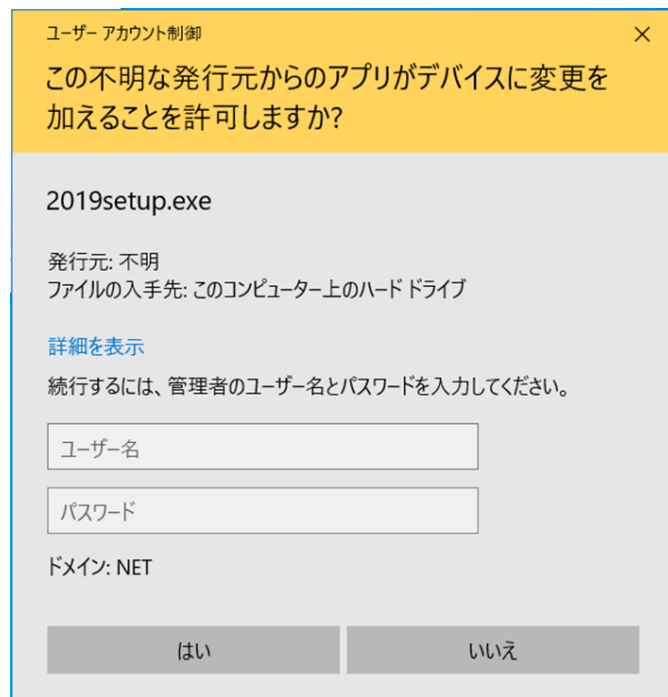 ユーザー アカウント制御
この不明な発行元からのアプリがデバイスに変更を
加えることを許可しますか?
2019setup.exe
発行元: 不明
ファイルの入手先: このコンピューター上のハード ドライブ
詳細を表示
続行するには、管理者のユーザー名とパスワードを入力してください。
ユーザー名
パスワード
ドメイン: NET
はい
いいえ